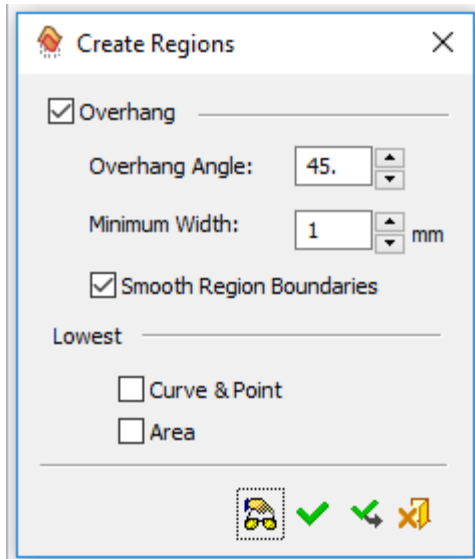 Create Regions
Overhang
Overhang Angle: 45.
Minimum Width: 1 mm
Smooth Region Boundaries
Lowest
Curve & Point
Area